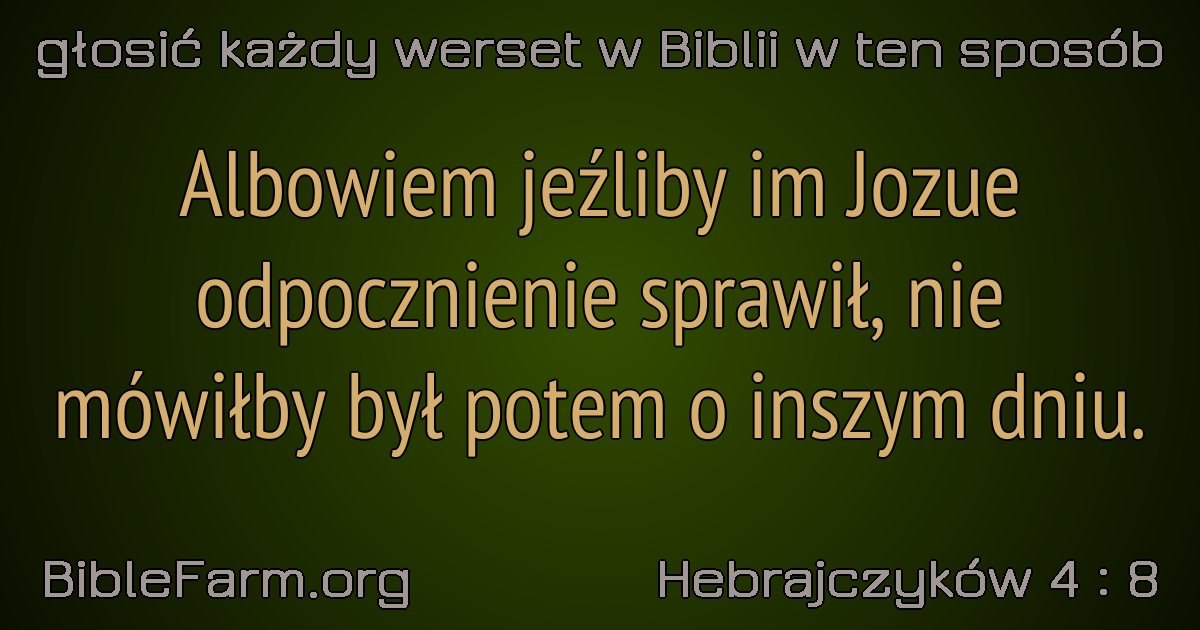 głosić każdy werset w Biblii w ten sposób
Albowiem jeźliby im Jozue
odpocznienie sprawił, nie
mówiłby był potem o inszym dniu.
BibleFarm.org
Hebrajczyków 4 : 8